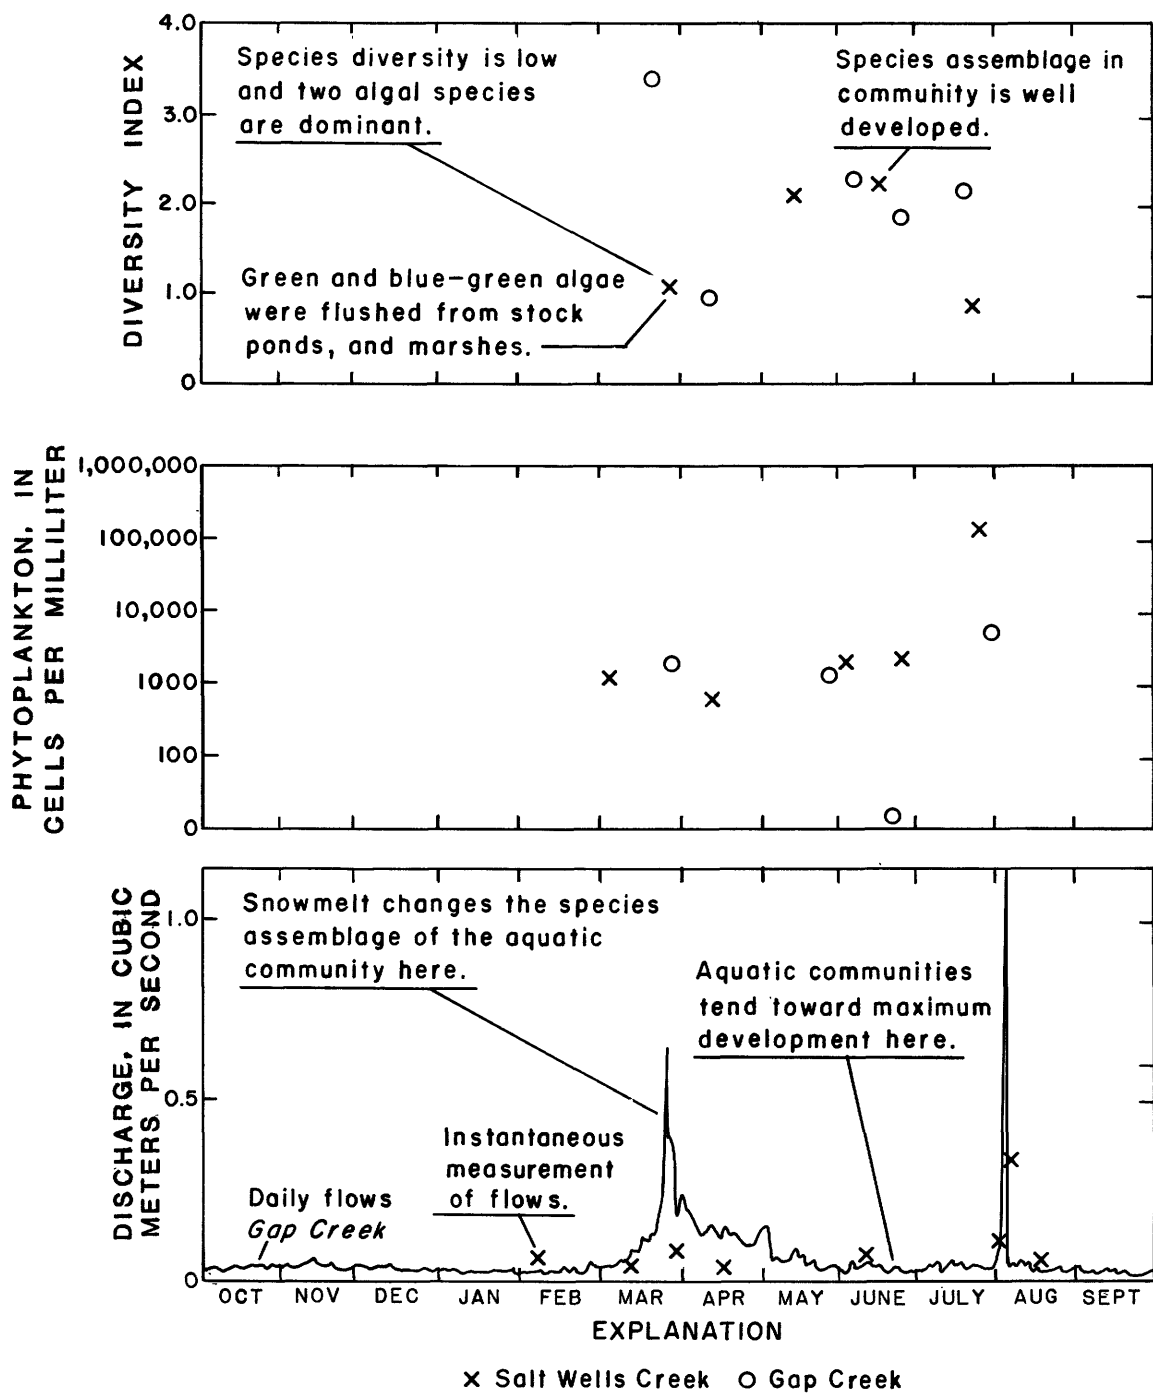 4.0
3.0
2.0
1.0
0
DIVERSITY INDEX
Species diversity is low
and two algal species
are dominant.
Species assemblage in
community is well
developed.
Green and blue-green algae
were flushed from stock
ponds, and marshes.
1,000,000
100,000
10,000
1000
100
0
PHYTOPLANKTON, IN
CELLS PER MILLILITER
1.0
0.5
0
DISCHARGE, IN CUBIC
METERS PER SECOND
Snowmelt changes the species
assemblage of the aquatic
community here.
Aquatic communities
tend toward maximum
development here.
Instantaneous
measurement
of flows.
Daily flows
Gap Creek
OCT NOV DEC JAN FEB MAR APR MAY JUNE JULY AUG SEPT
EXPLANATION
× Salt Wells Creek O Gap Creek